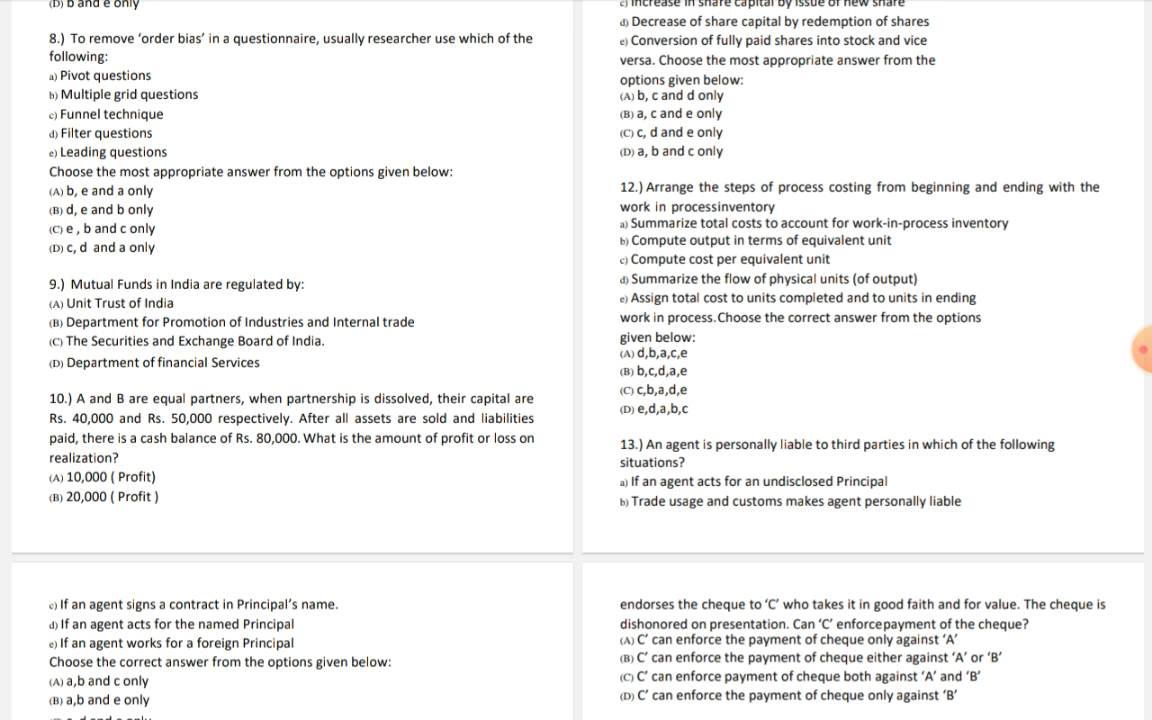 (D) b and e only
8.) To remove ‘order bias’ in a questionnaire, usually researcher use which of the
following:
a) Pivot questions
b) Multiple grid questions
c) Funnel technique
d) Filter questions
e) Leading questions
Choose the most appropriate answer from the options given below:
(A) b, e and a only
(B) d, e and b only
(C) e , b and c only
(D) c, d and a only
9.) Mutual Funds in India are regulated by:
(A) Unit Trust of India
(B) Department for Promotion of Industries and Internal trade
(C) The Securities and Exchange Board of India.
(D) Department of financial Services
10.) A and B are equal partners, when partnership is dissolved, their capital are
Rs. 40,000 and Rs. 50,000 respectively. After all assets are sold and liabilities
paid, there is a cash balance of Rs. 80,000. What is the amount of profit or loss on
realization?
(A) 10,000 ( Profit)
(B) 20,000 ( Profit )
c) Increase in share capital by issue of new share
d) Decrease of share capital by redemption of shares
e) Conversion of fully paid shares into stock and vice
versa. Choose the most appropriate answer from the
options given below:
(A) b, c and d only
(B) a, c and e only
(C) c, d and e only
(D) a, b and c only
12.) Arrange the steps of process costing from beginning and ending with the
work in processinventory
a) Summarize total costs to account for work-in-process inventory
b) Compute output in terms of equivalent unit
c) Compute cost per equivalent unit
d) Summarize the flow of physical units (of output)
e) Assign total cost to units completed and to units in ending
work in process.Choose the correct answer from the options
given below:
(A) d,b,a,c,e
(B) b,c,d,a,e
(C) c,b,a,d,e
(D) e,d,a,b,c
13.) An agent is personally liable to third parties in which of the following
situations?
a) If an agent acts for an undisclosed Principal
b) Trade usage and customs makes agent personally liable
c) If an agent signs a contract in Principal’s name.
d) If an agent acts for the named Principal
e) If an agent works for a foreign Principal
Choose the correct answer from the options given below:
(A) a,b and c only
(B) a,b and e only
endorses the cheque to ‘C’ who takes it in good faith and for value. The cheque is
dishonored on presentation. Can ‘C’ enforcepayment of the cheque?
(A) C’ can enforce the payment of cheque only against ‘A’
(B) C’ can enforce the payment of cheque either against ‘A’ or ‘B’
(C) C’ can enforce payment of cheque both against ‘A’ and ‘B’
(D) C’ can enforce the payment of cheque only against ‘B’